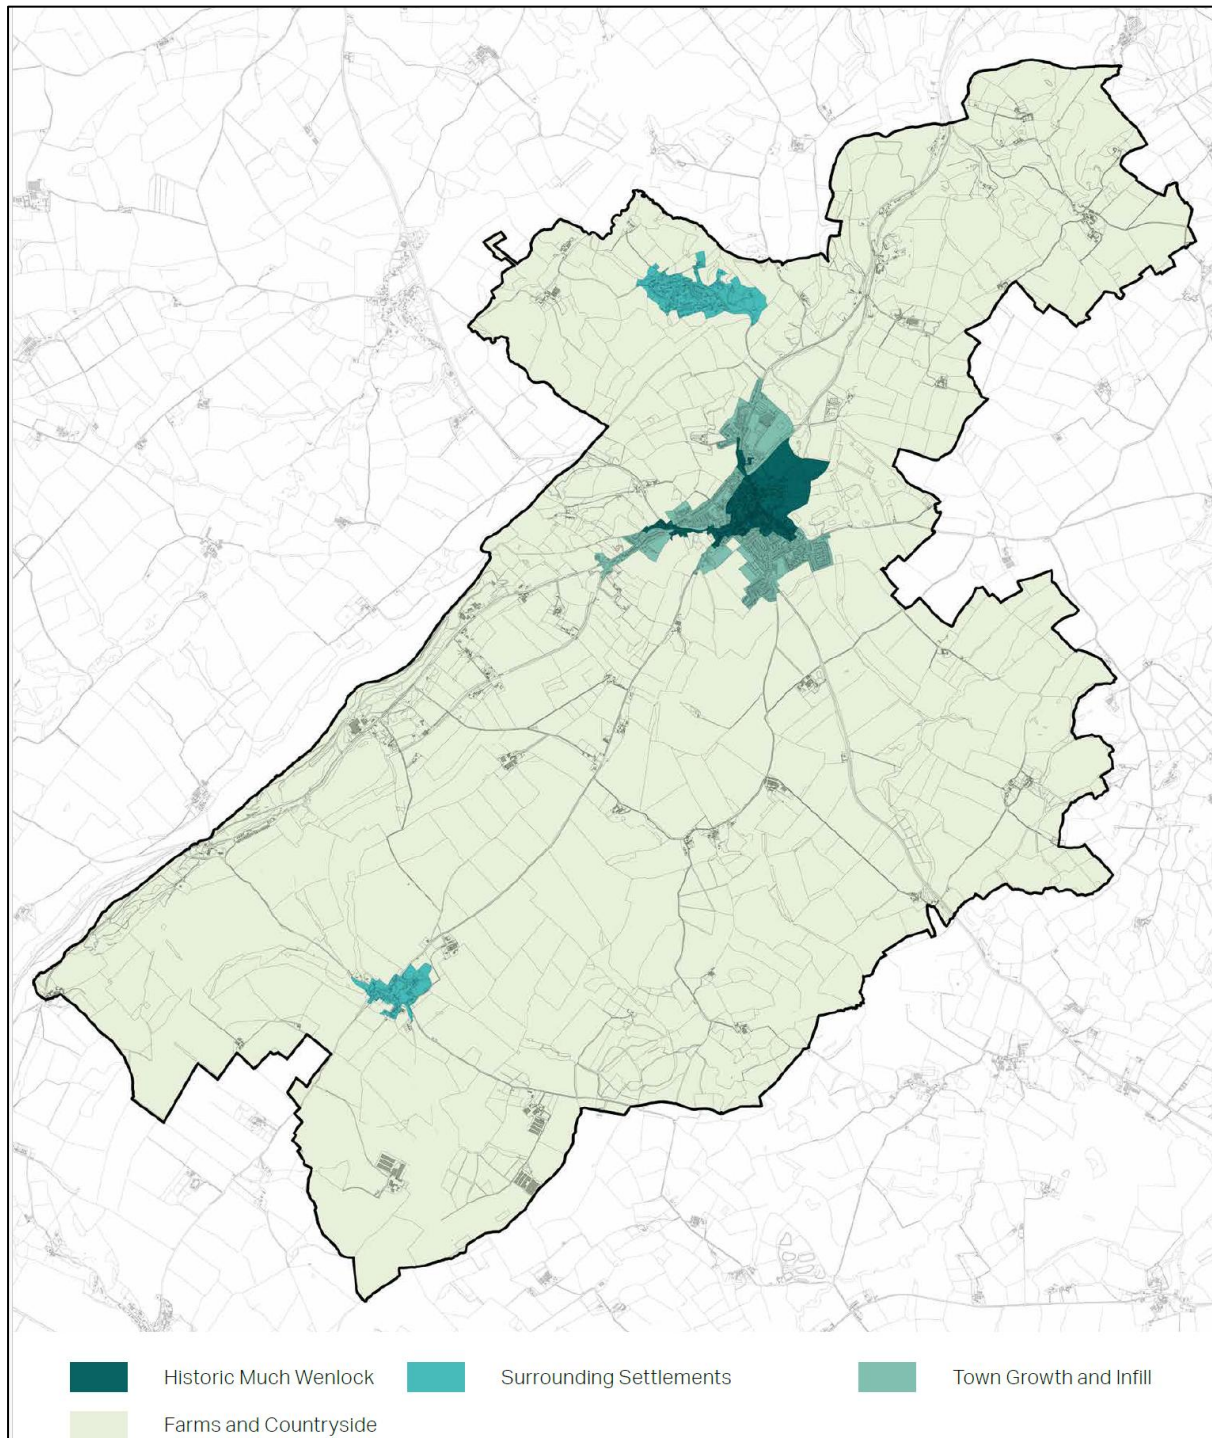 Historic Much Wenlock
Surrounding Settlements
Town Growth and Infill
Farms and Countryside